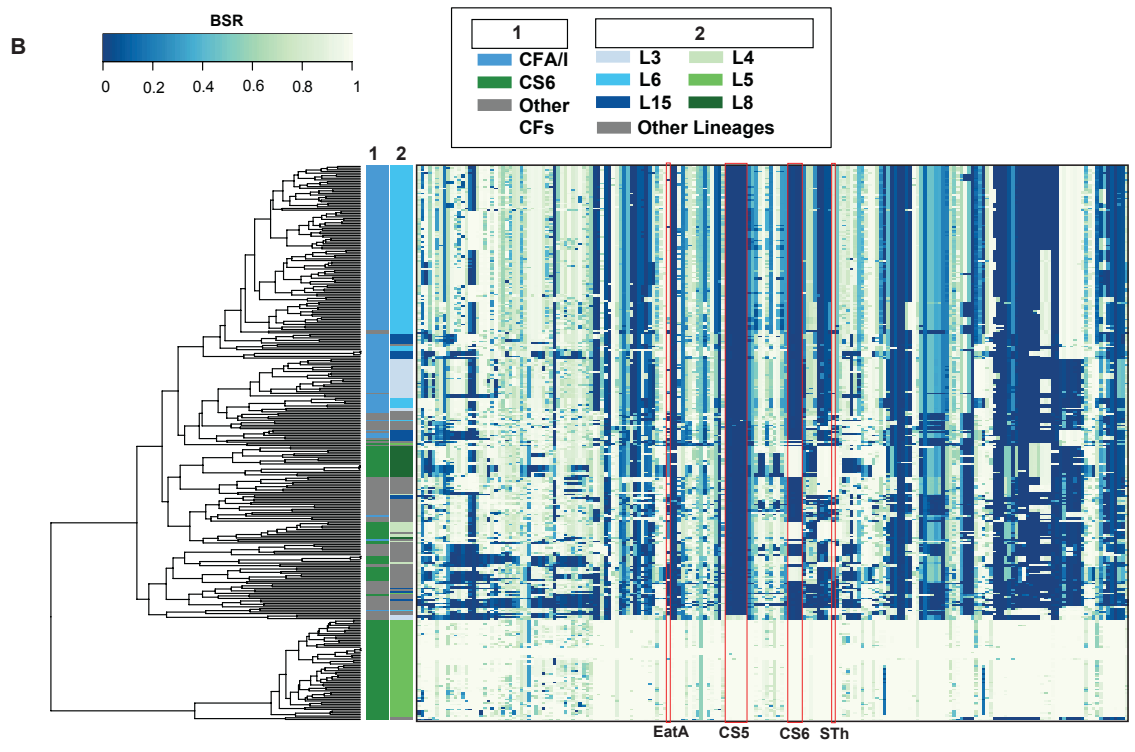 B
BSR
0 0.2 0.4 0.6 0.8 1
1 2
CFA/I L3 L4
CS6 L6 L5
Other CFs L15 L8
Other Lineages
1 2
EatA CS5 CS6 STh